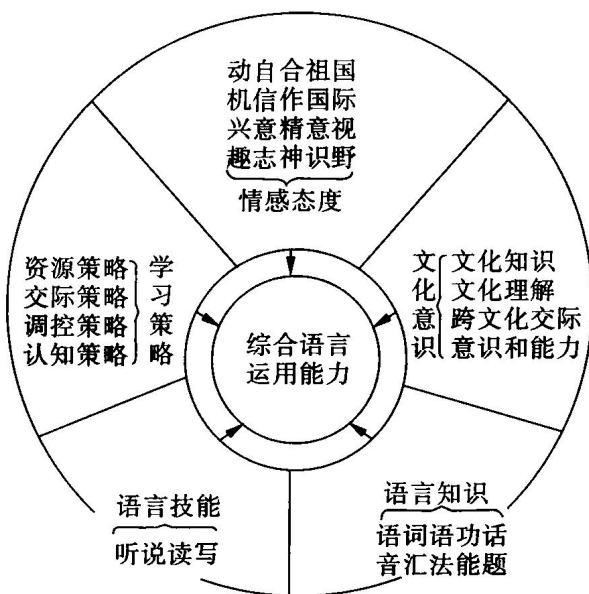 动自合祖国
机信作国际
兴意精意视
趣志神识野
情感态度
资源策略
交际策略
调控策略
认知策略
学习策略
文化意识
文化知识
文化理解
跨文化交际
意识和能力
综合语言
运用能力
语言技能
听说读写
语言知识
语词语功话
音汇法能题